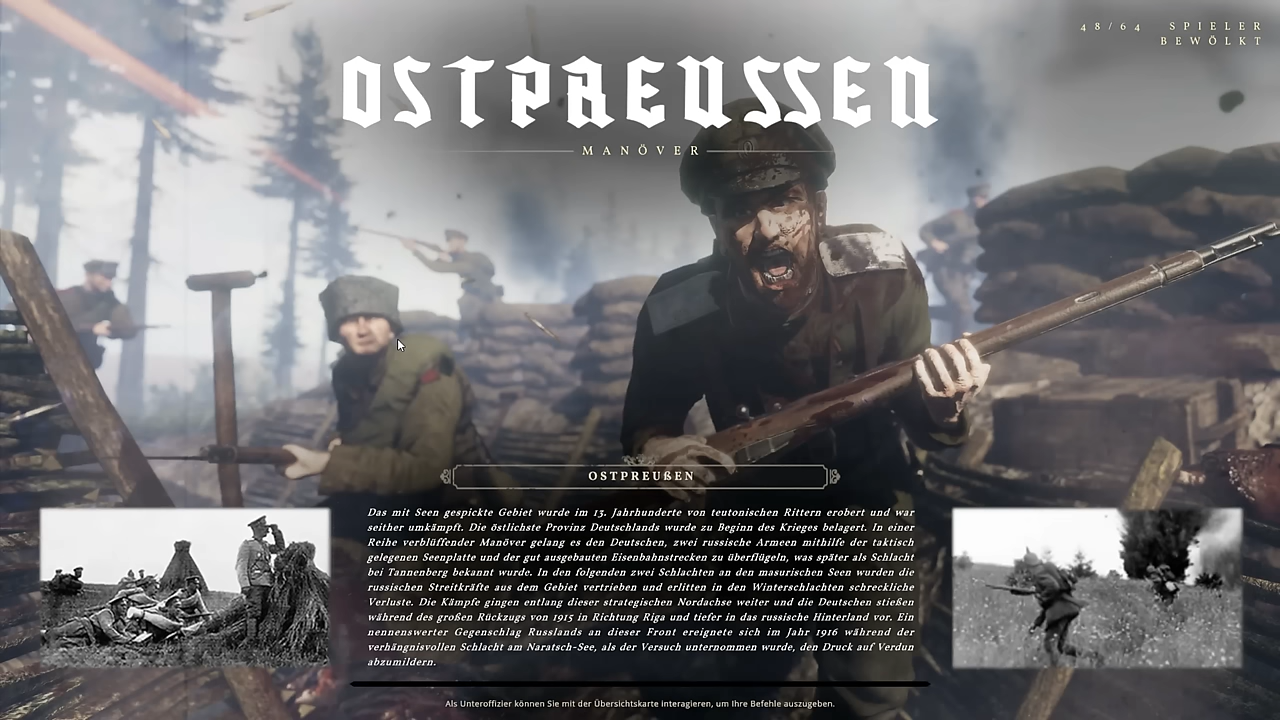 48/64 SPIELER
BEWÖLKT
OSTPREUSSEN
MANÖVER
OSTPREUßEN
Das mit Seen gespickte Gebiet wurde im 13. Jahrhunderte von teutonischen Rittern erobert und war
seither umkämpft. Die östlichste Provinz Deutschlands wurde zu Beginn des Krieges belagert. In einer
Reihe verblüffender Manöver gelang es den Deutschen, zwei russische Armeen mithilfe der taktisch
gelegenen Seenplatte und der gut ausgebauten Eisenbahnstrecken zu überflügeln, was später als Schlacht
bei Tannenberg bekannt wurde. In den folgenden zwei Schlachten an den masurischen Seen wurden die
russischen Streitkräfte aus dem Gebiet vertrieben und erlitten in den Winterschlachten schreckliche
Verluste. Die Kämpfe gingen entlang dieser strategischen Nordachse weiter und die Deutschen stießen
während des großen Rückzugs von 1915 in Richtung Riga und tiefer in das russische Hinterland vor. Ein
nennenswerter Gegenschlag Russlands an dieser Front ereignete sich im Jahr 1916 während der
verhängnisvollen Schlacht am Naratsch-See, als der Versuch unternommen wurde, den Druck auf Verdun
abzumildern.
Als Unteroffizier können Sie mit der Übersichtskarte interagieren, um Ihre Befehle auszugeben.